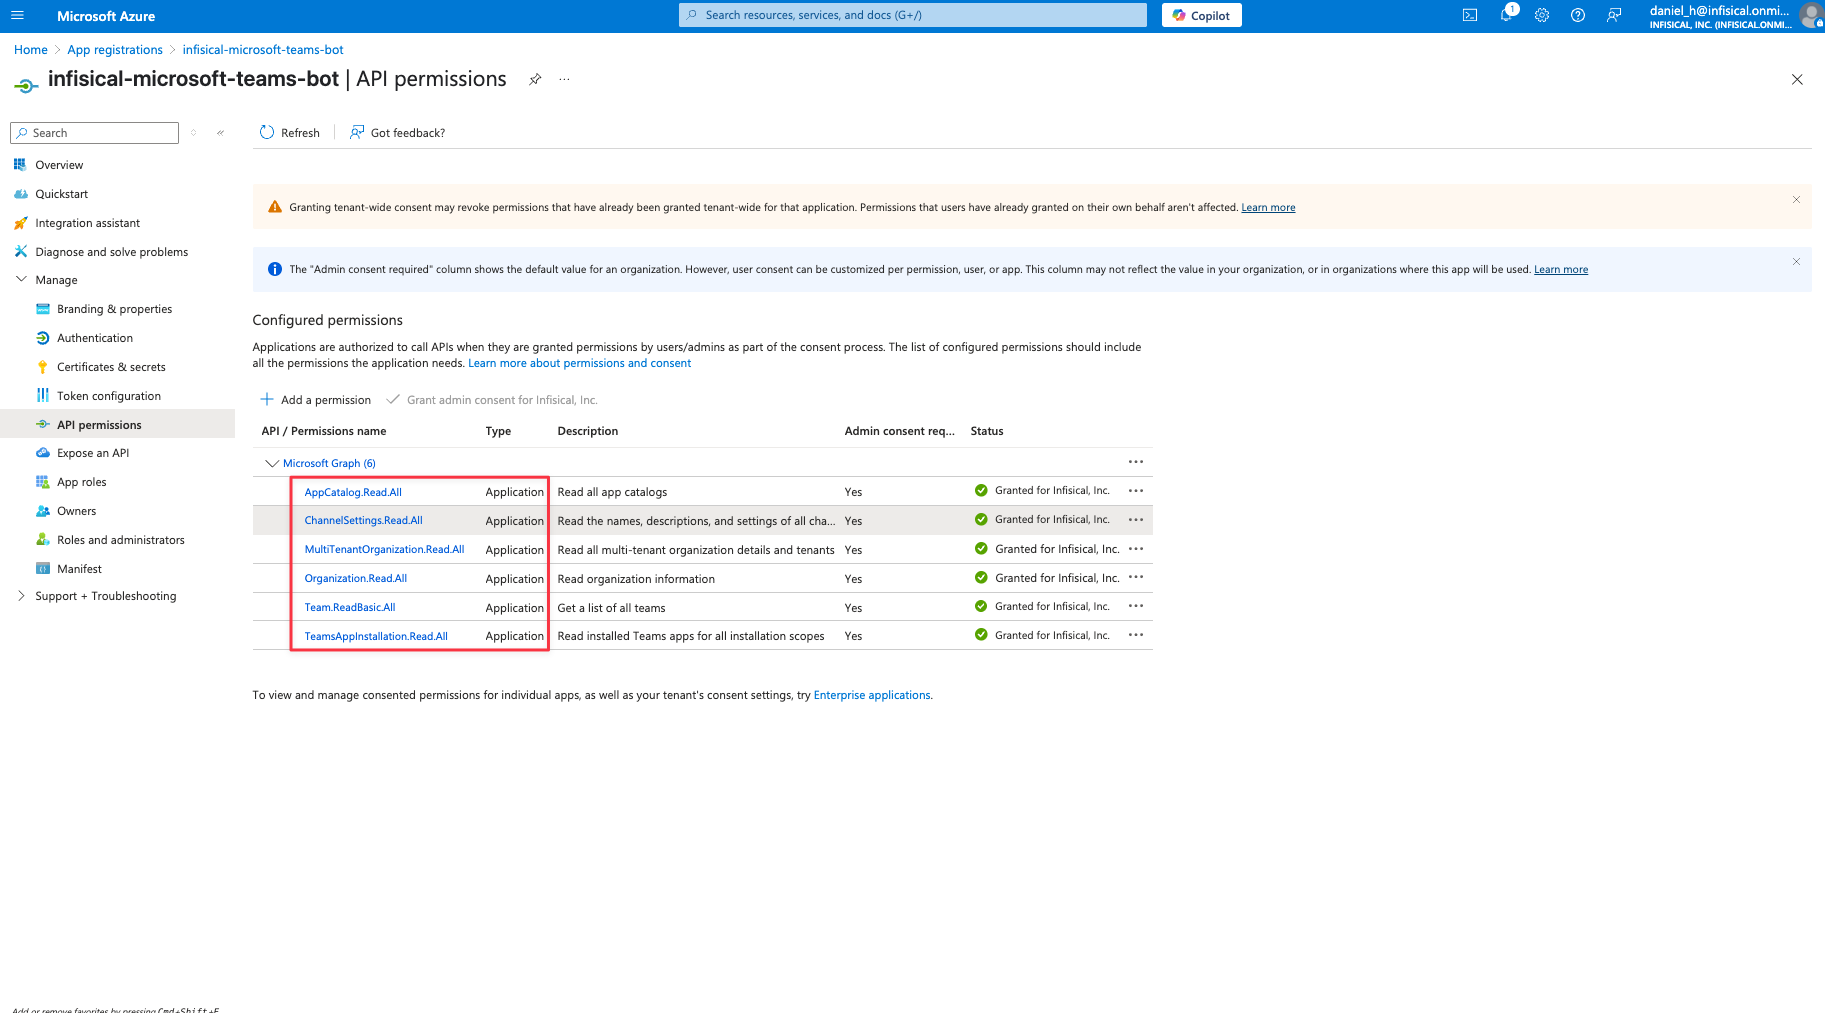 Microsoft Azure
Search resources, services, and docs (G+/)
Copilot
1
daniel_h@infisical.onmi...
INFISICAL, INC. (INFISICAL.ONMI...
Home > App registrations > infisical-microsoft-teams-bot
infisical-microsoft-teams-bot | API permissions
Search
Refresh
Got feedback?
Overview
Quickstart
Integration assistant
Diagnose and solve problems
Manage
Branding & properties
Authentication
Certificates & secrets
Token configuration
API permissions
Expose an API
App roles
Owners
Roles and administrators
Manifest
Support + Troubleshooting
Granting tenant-wide consent may revoke permissions that have already been granted tenant-wide for that application. Permissions that users have already granted on their own behalf aren't affected. Learn more
The "Admin consent required" column shows the default value for an organization. However, user consent can be customized per permission, user, or app. This column may not reflect the value in your organization, or in organizations where this app will be used. Learn more
Configured permissions
Applications are authorized to call APIs when they are granted permissions by users/admins as part of the consent process. The list of configured permissions should include
all the permissions the application needs. Learn more about permissions and consent
Add a permission
Grant admin consent for Infisical, Inc.
API / Permissions name Type Description Admin consent req... Status
Microsoft Graph (6)
AppCatalog.Read.All Application Read all app catalogs Yes Granted for Infisical, Inc.
ChannelSettings.Read.All Application Read the names, descriptions, and settings of all cha... Yes Granted for Infisical, Inc.
MultiTenantOrganization.Read.All Application Read all multi-tenant organization details and tenants Yes Granted for Infisical, Inc.
Organization.Read.All Application Read organization information Yes Granted for Infisical, Inc.
Team.ReadBasic.All Application Get a list of all teams Yes Granted for Infisical, Inc.
TeamsAppInstallation.Read.All Application Read installed Teams apps for all installation scopes Yes Granted for Infisical, Inc.
To view and manage consented permissions for individual apps, as well as your tenant's consent settings, try Enterprise applications.
Add or remove favorites by pressing Cmd+Shift+F